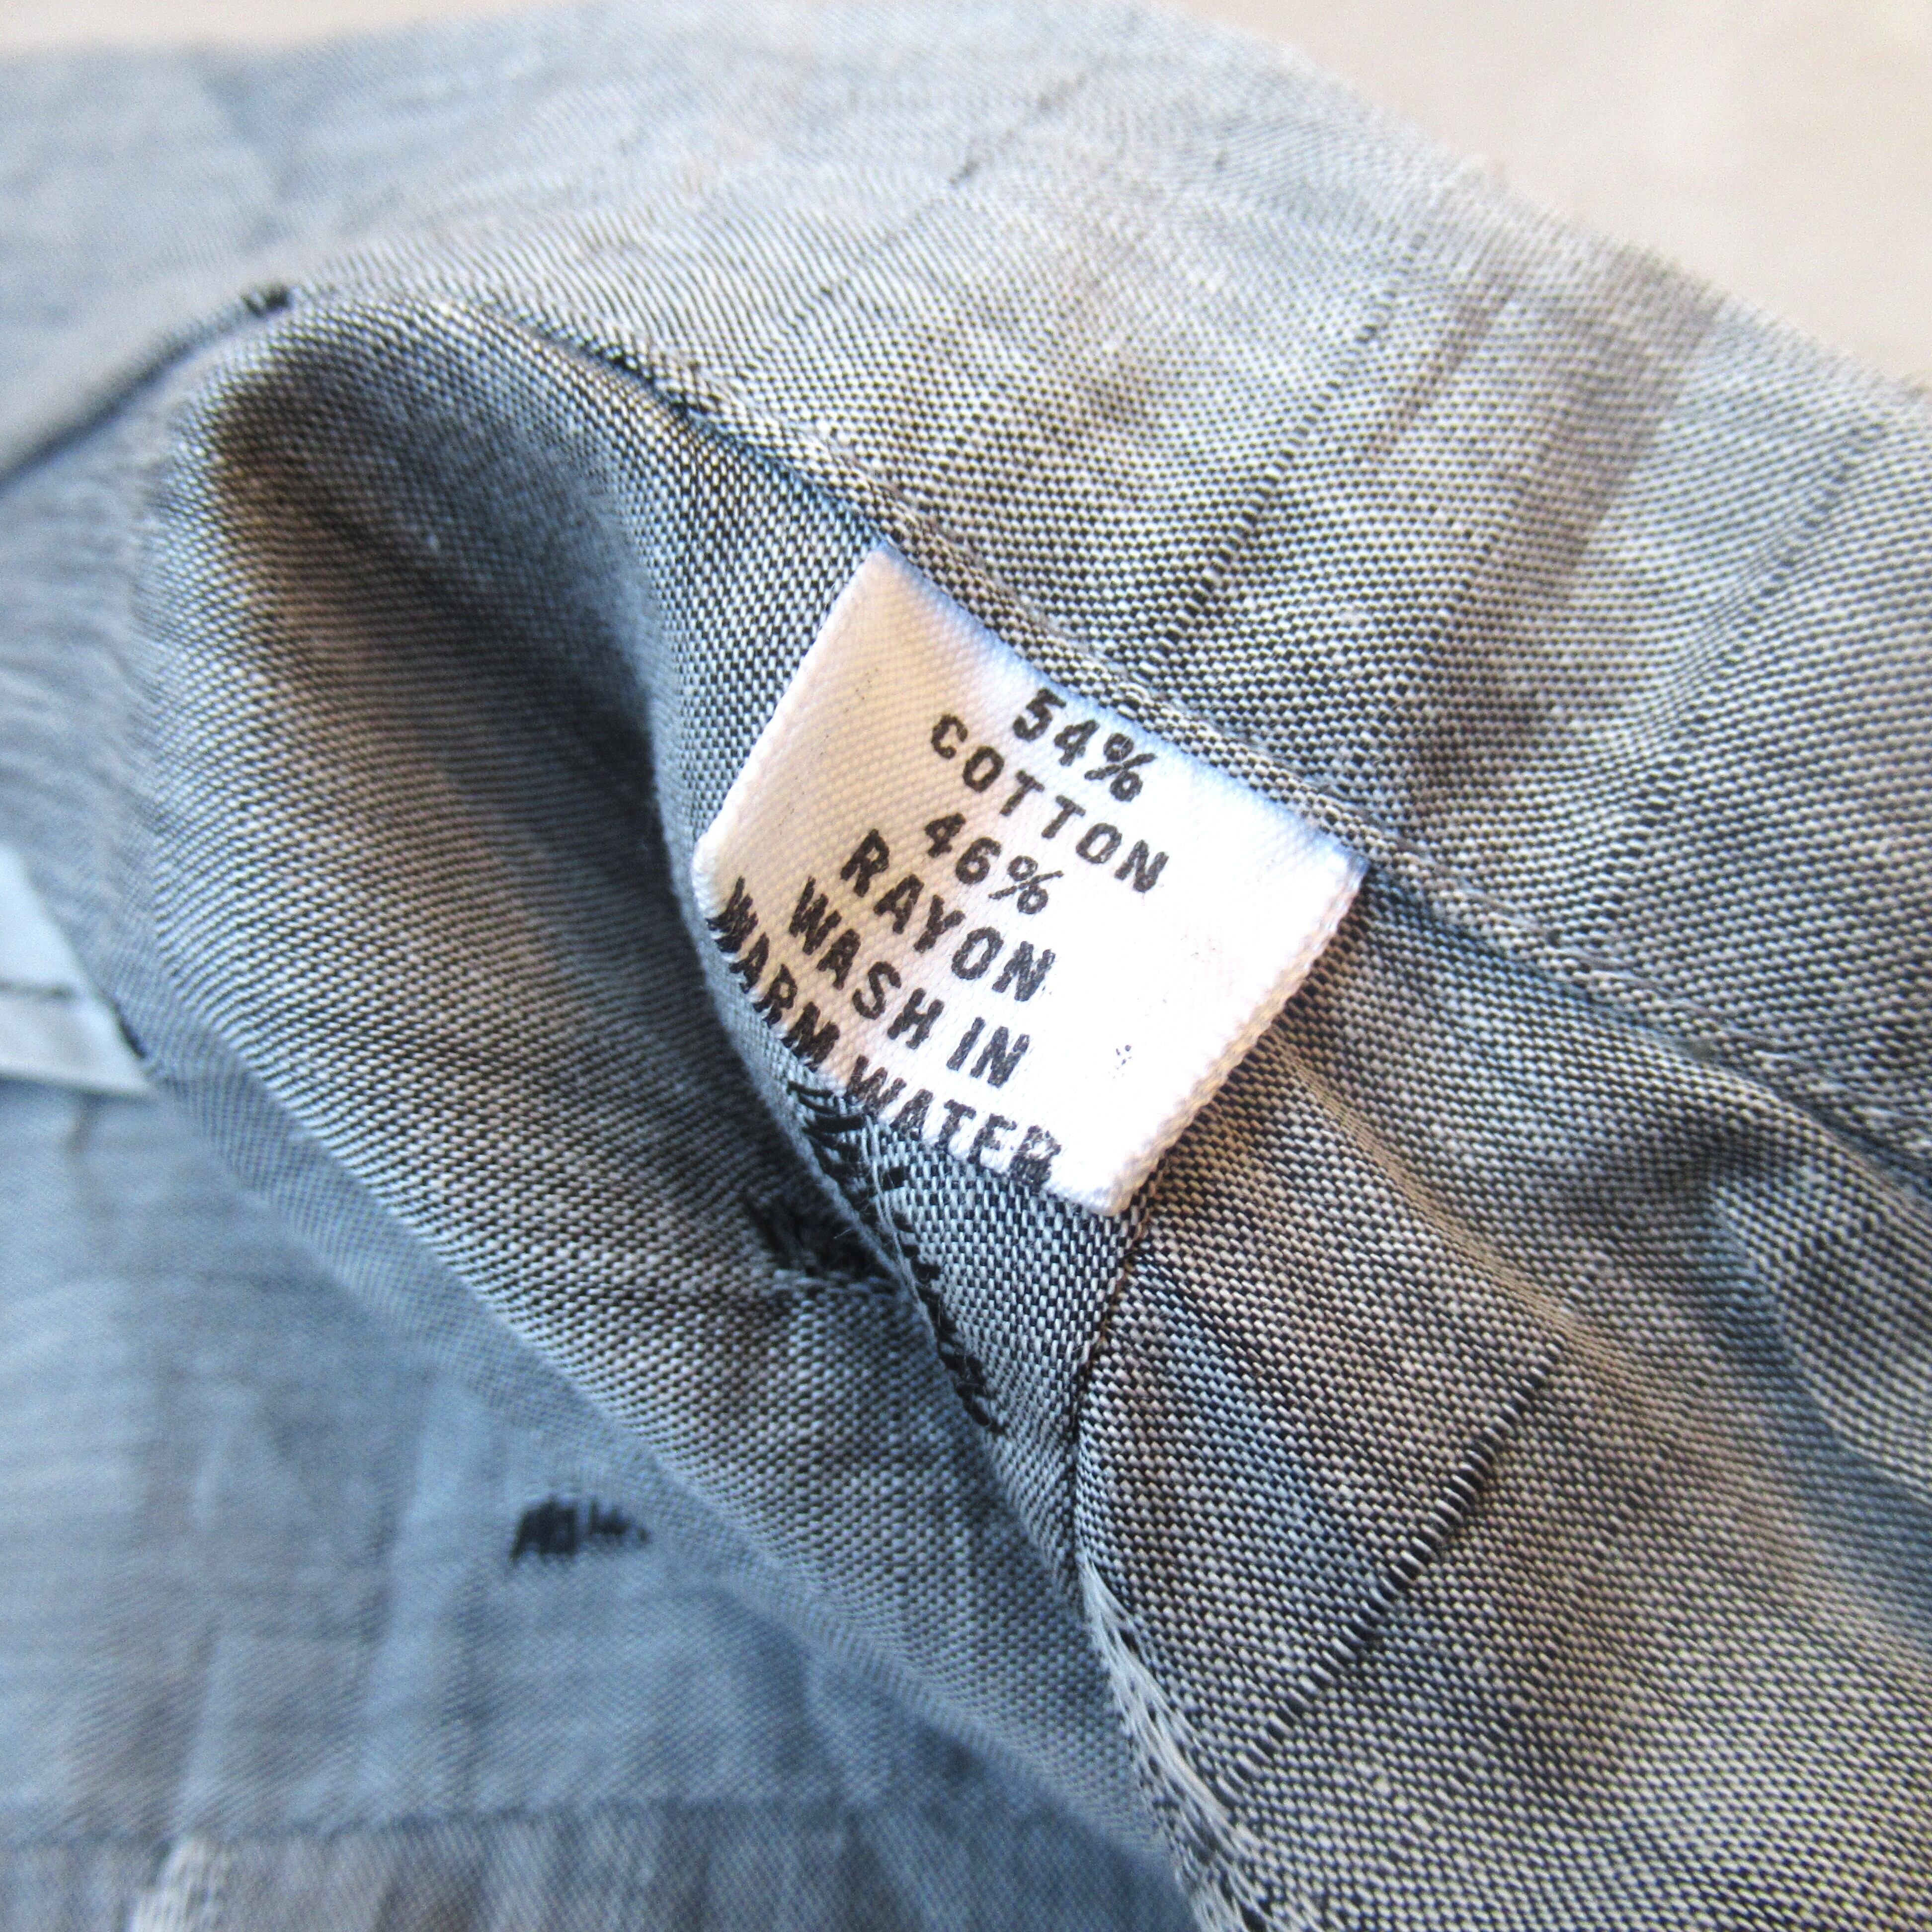 54%
COTTON
46%
RAYON
WASH IN
WARM WATER